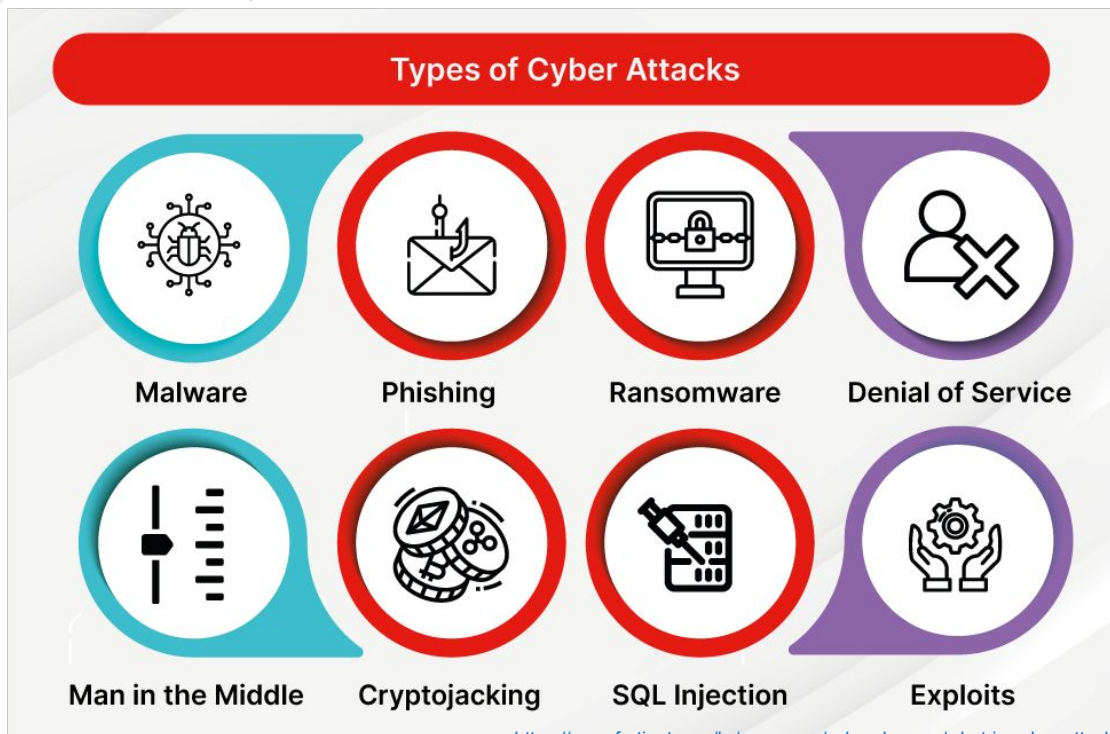 Types of Cyber Attacks
Malware Phishing Ransomware Denial of Service
Man in the Middle Cryptojacking SQL Injection Exploits